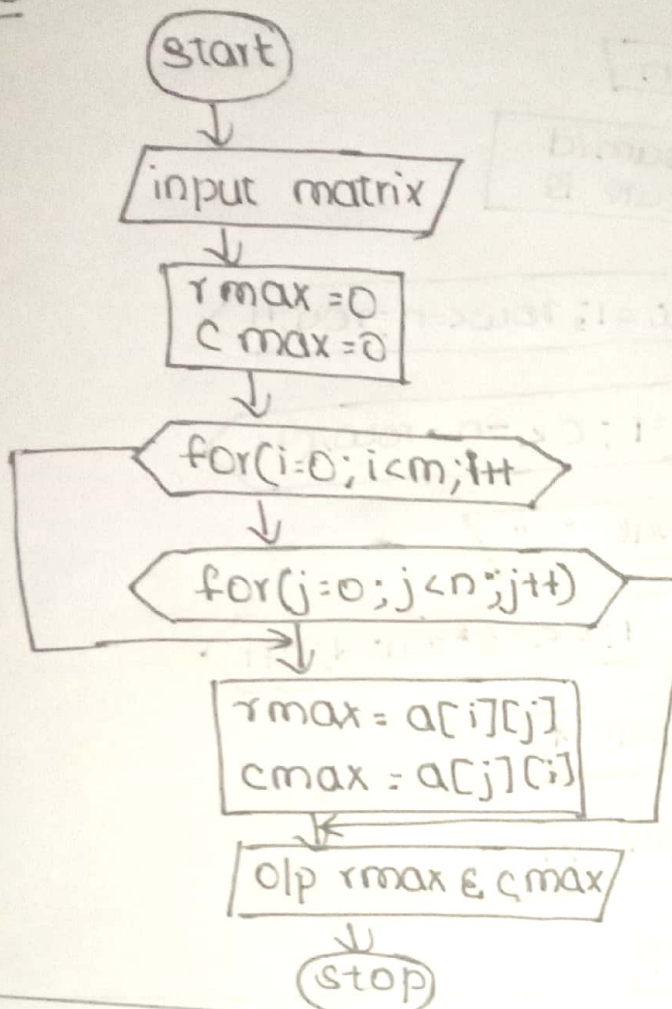 start
input matrix
rmax=0
cmax=0
for(i=0; i<m; i++
for(j=0; j<n; j++)
rmax = a[i][j]
cmax = a[j][i]
O/p rmax & cmax
stop